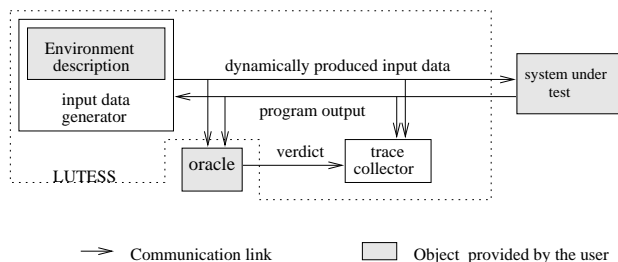 Environment
description
input data
generator
dynamically produced input data
program output
system under
test
oracle
verdict
trace
collector
LUTESS
Communication link
Object provided by the user